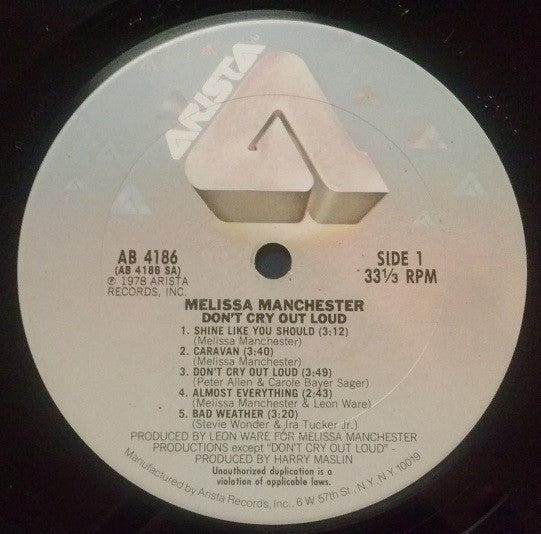 ARISTA
AB 4186
(AB 4186 SA)
℗ 1978 ARISTA
RECORDS, INC.
SIDE 1
33⅓ RPM
MELISSA MANCHESTER
DON'T CRY OUT LOUD
1. SHINE LIKE YOU SHOULD (3:12)
(Melissa Manchester)
2. CARAVAN (3:40)
(Melissa Manchester)
3. DON'T CRY OUT LOUD (3:49)
(Peter Allen & Carole Bayer Sager)
4. ALMOST EVERYTHING (2:43)
(Melissa Manchester & Leon Ware)
5. BAD WEATHER (3:20)
(Stevie Wonder & Ira Tucker Jr.)
PRODUCED BY LEON WARE FOR MELISSA MANCHESTER
PRODUCTIONS except "DON'T CRY OUT LOUD" -
PRODUCED BY HARRY MASLIN
Unauthorized duplication is a
violation of applicable laws.
Manufactured by Arista Records, Inc., 6 W 57th St., N.Y., N.Y. 10019